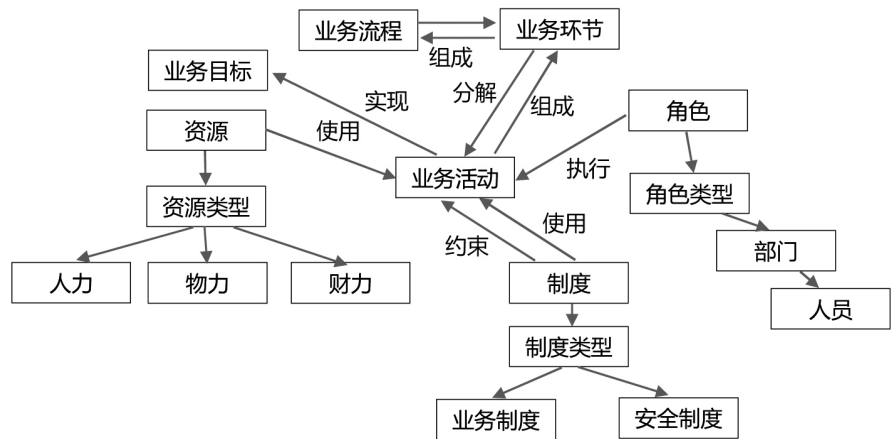 业务流程
业务环节
组成
业务目标
实现
分解
组成
角色
资源
使用
执行
业务活动
角色类型
资源类型
使用
约束
部门
人力
物力
财力
制度
人员
制度类型
业务制度
安全制度